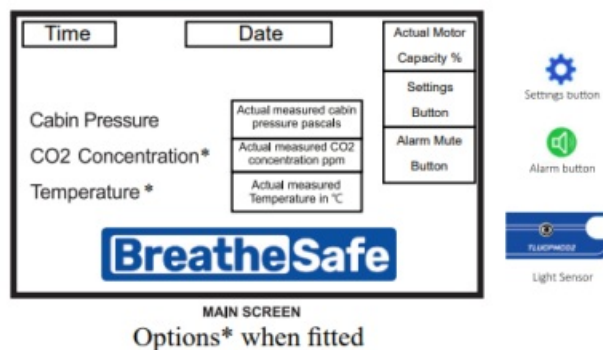 Time
Date
Actual Motor
Capacity %
Settings
Button
Alarm Mute
Button
Cabin Pressure
Actual measured cabin
pressure pascals
CO2 Concentration*
Actual measured CO2
concentration ppm
Temperature *
Actual measured
Temperature in ℃
BreatheSafe
MAIN SCREEN
Options* when fitted
Settings button
Alarm button
Light Sensor